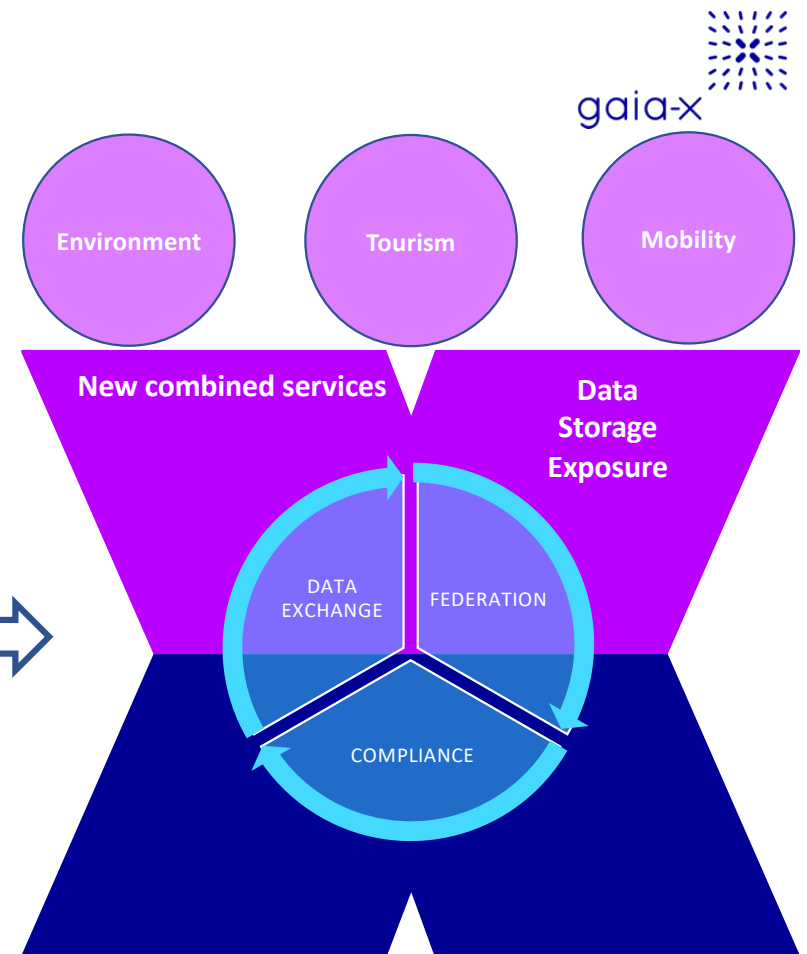 gaia-x
Environment
Tourism
Mobility
New combined services
Data
Storage
Exposure
DATA
EXCHANGE
FEDERATION
COMPLIANCE